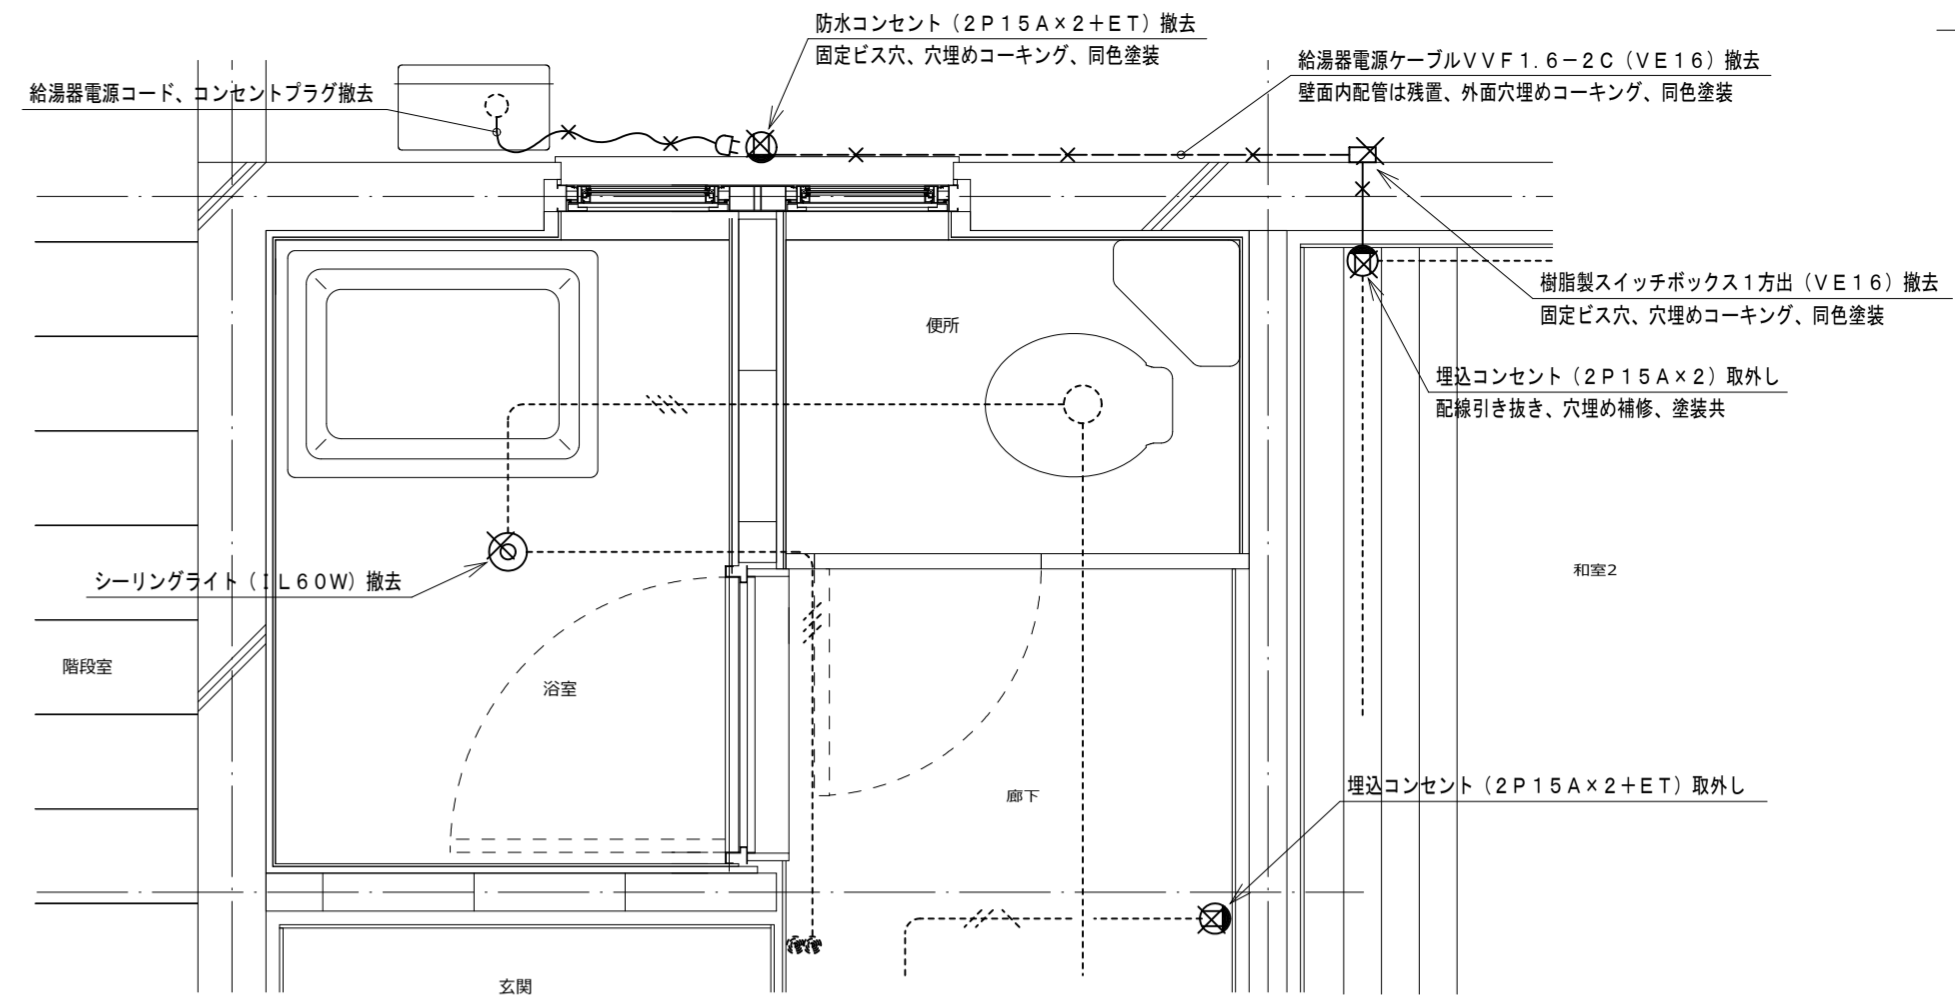 防水コンセント（２Ｐ１５Ａ×２＋ＥＴ）撤去
固定ビス穴、穴埋めコーキング、同色塗装
給湯器電源ケーブルＶＶＦ１.６－２Ｃ（ＶＥ１６）撤去
壁面内配管は残置、外面穴埋めコーキング、同色塗装
給湯器電源コード、コンセントプラグ撤去
樹脂製スイッチボックス１方出（ＶＥ１６）撤去
固定ビス穴、穴埋めコーキング、同色塗装
便所
埋込コンセント（２Ｐ１５Ａ×２）取外し
配線引き抜き、穴埋め補修、塗装共
シーリングライト（ＩＬ６０Ｗ）撤去
和室2
階段室
浴室
廊下
埋込コンセント（２Ｐ１５Ａ×２＋ＥＴ）取外し
玄関